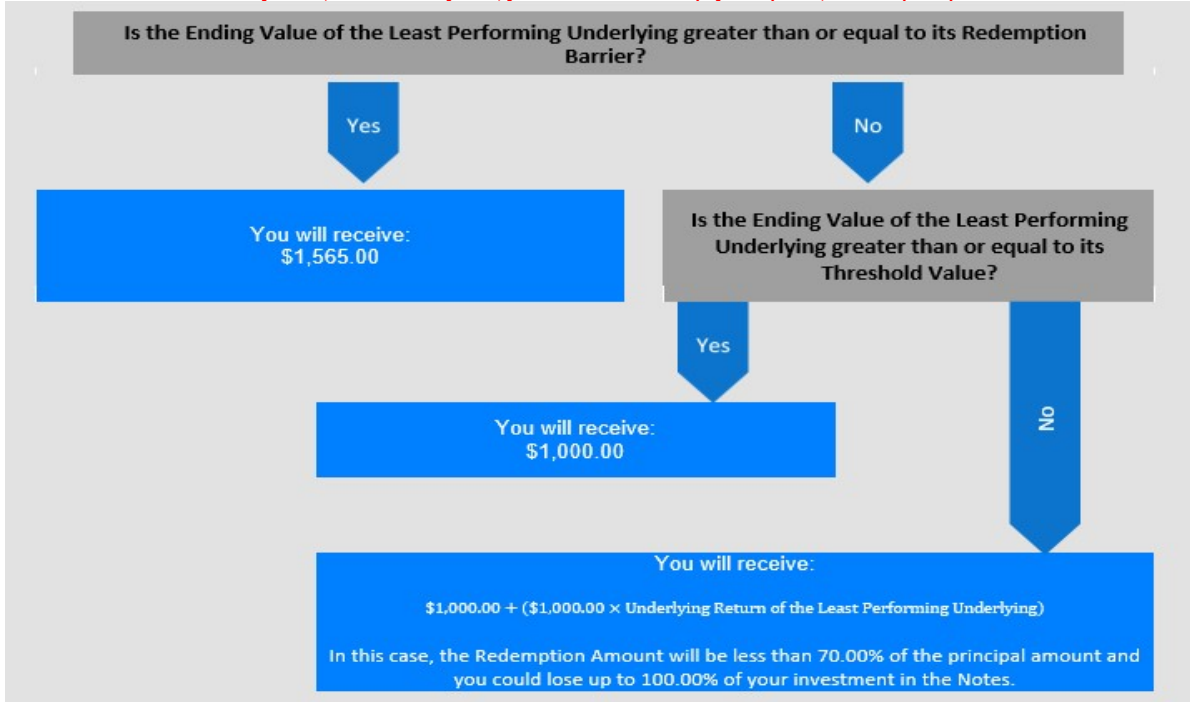 Is the Ending Value of the Least Performing Underlying greater than or equal to its Redemption
Barrier?
Yes
No
You will receive:
$1,565.00
Is the Ending Value of the Least Performing
Underlying greater than or equal to its
Threshold Value?
Yes
No
You will receive:
$1,000.00
You will receive:
$1,000.00 + ($1,000.00 × Underlying Return of the Least Performing Underlying)
In this case, the Redemption Amount will be less than 70.00% of the principal amount and
you could lose up to 100.00% of your investment in the Notes.